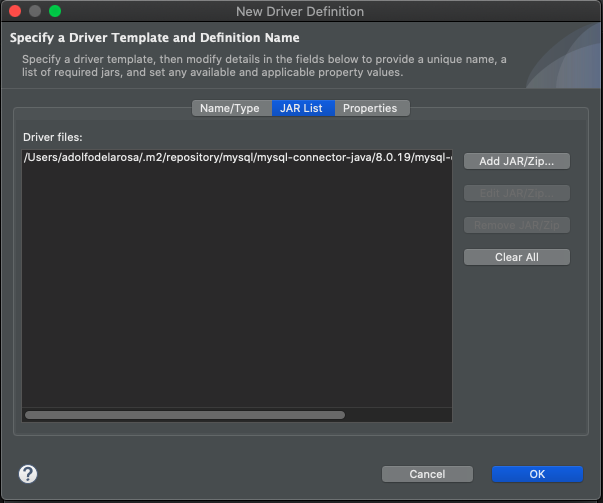 New Driver Definition
Specify a Driver Template and Definition Name
Specify a driver template, then modify details in the fields below to provide a unique name, a
list of required jars, and set any available and applicable property values.
Name/Type JAR List Properties
Driver files:
/Users/adolfodelarosa/.m2/repository/mysql/mysql-connector-java/8.0.19/mysql-
Add JAR/Zip...
Edit JAR/Zip...
Remove JAR/Zip
Clear All
? Cancel OK